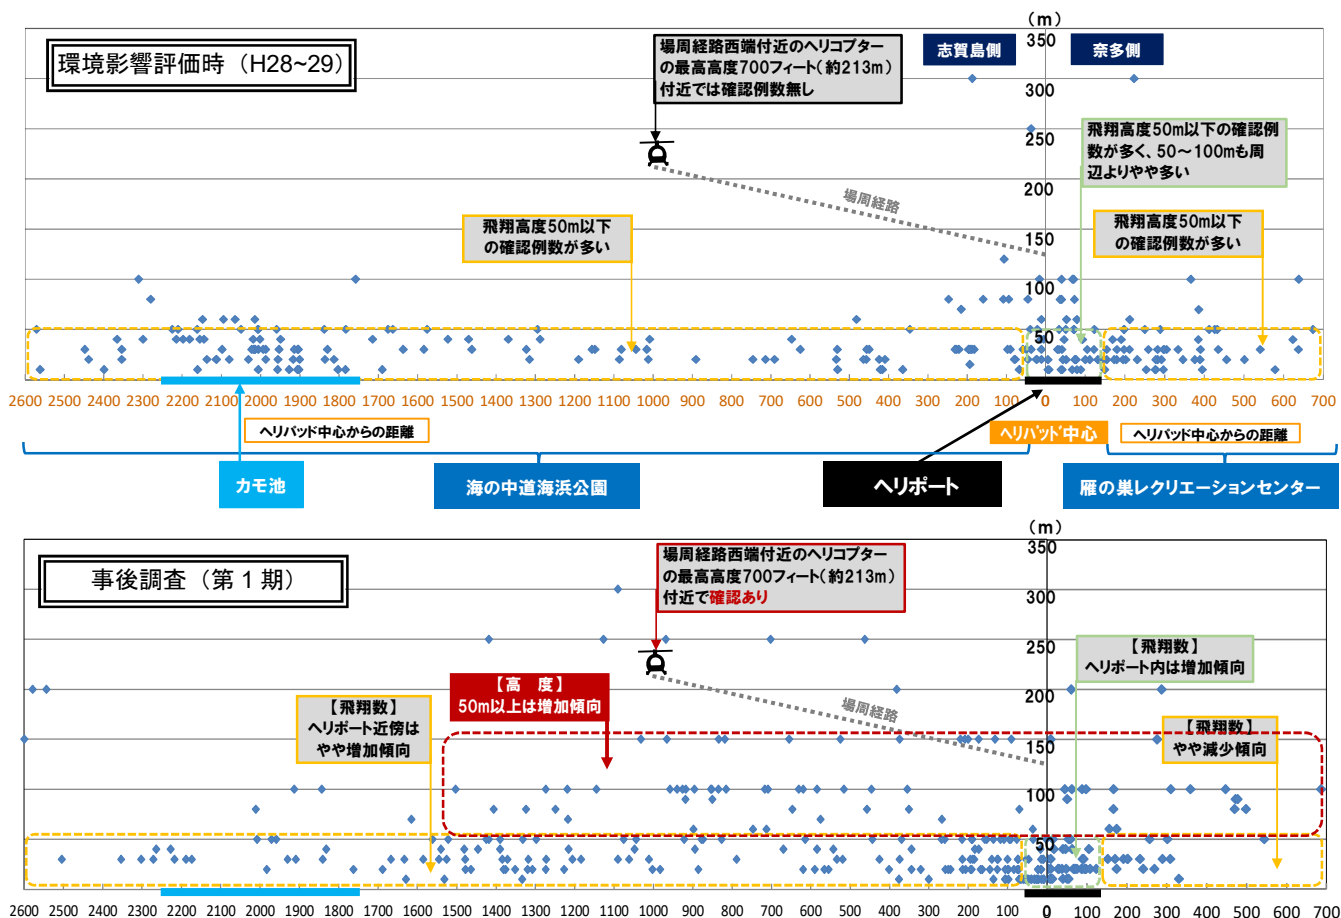 (m)
350
300
250
200
150
100
50
環境影響評価時（H28~29）
場周経路西端付近のヘリコプター
の最高高度700フィート（約213m）
付近では確認例数無し
志賀島側
奈多側
飛翔高度50m以下の確認例
数が多く、50～100mも周
辺よりやや多い
場周経路
飛翔高度50m以下
の確認例数が多い
飛翔高度50m以下
の確認例数が多い
2600 2500 2400 2300 2200 2100 2000 1900 1800 1700 1600 1500 1400 1300 1200 1100 1000 900 800 700 600 500 400 300 200 100 0 100 200 300 400 500 600 700
ヘリパッド中心からの距離
ヘリパッド中心
ヘリパッド中心からの距離
カモ池
海の中道海浜公園
ヘリポート
雁の巣レクリエーションセンター
(m)
350
300
250
200
150
100
50
事後調査（第１期）
場周経路西端付近のヘリコプター
の最高高度700フィート（約213m）
付近で確認あり
【飛翔数】
ヘリポート内は増加傾向
【高　度】
50m以上は増加傾向
【飛翔数】
ヘリポート近傍は
やや増加傾向
場周経路
【飛翔数】
やや減少傾向
2600 2500 2400 2300 2200 2100 2000 1900 1800 1700 1600 1500 1400 1300 1200 1100 1000 900 800 700 600 500 400 300 200 100 0 100 200 300 400 500 600 700